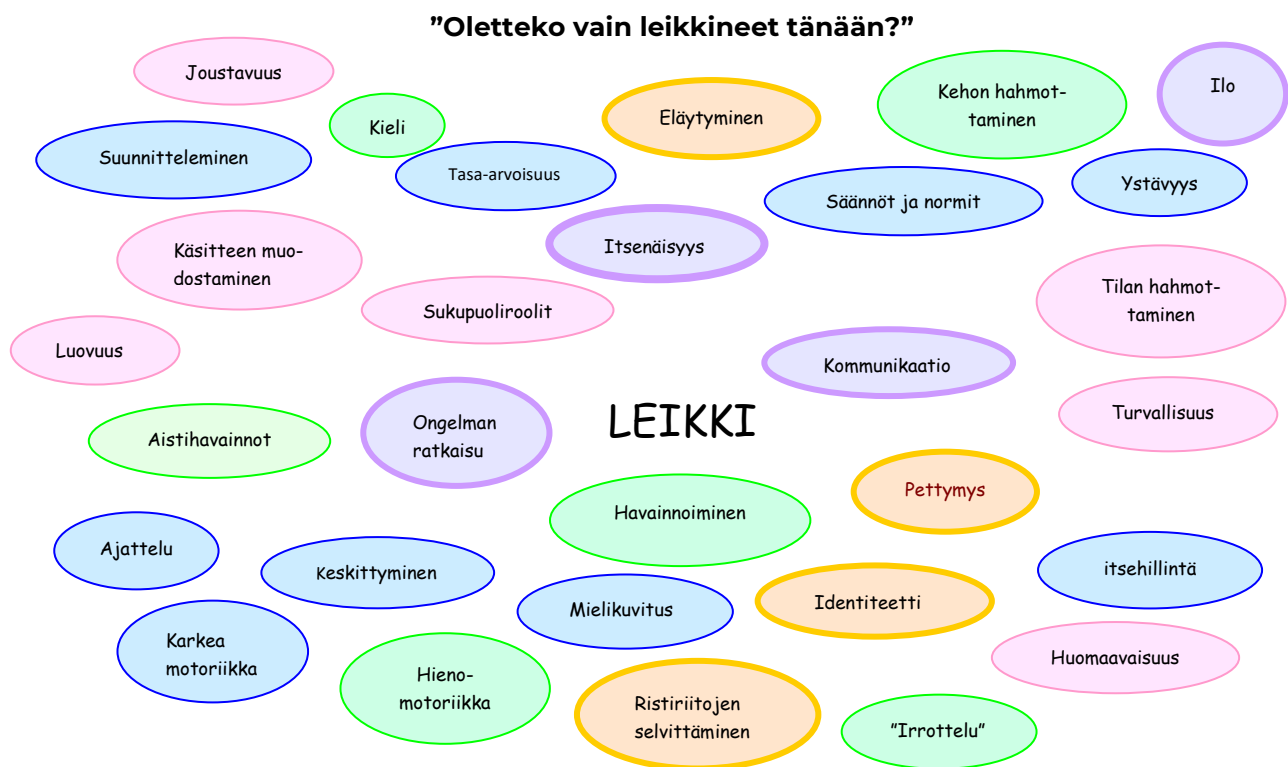 ”Oletteko vain leikkineet tänään?”
Joustavuus
Kieli
Eläytyminen
Kehon hahmot-
taminen
Ilo
Suunnitteleminen
Tasa-arvoisuus
Säännöt ja normit
Ystävyys
Käsitteen muo-
dostaminen
Itsenäisyys
Sukupuoliroolit
Tilan hahmot-
taminen
Luovuus
Kommunikaatio
Aistihavainnot
Ongelman
ratkaisu
LEIKKI
Turvallisuus
Pettymys
Havainnoiminen
Ajattelu
Keskittyminen
Mielikuvitus
Identiteetti
itsehillintä
Karkea
motoriikka
Hieno-
motoriikka
Ristiriitojen
selvittäminen
Huomaavaisuus
”Irrottelu”